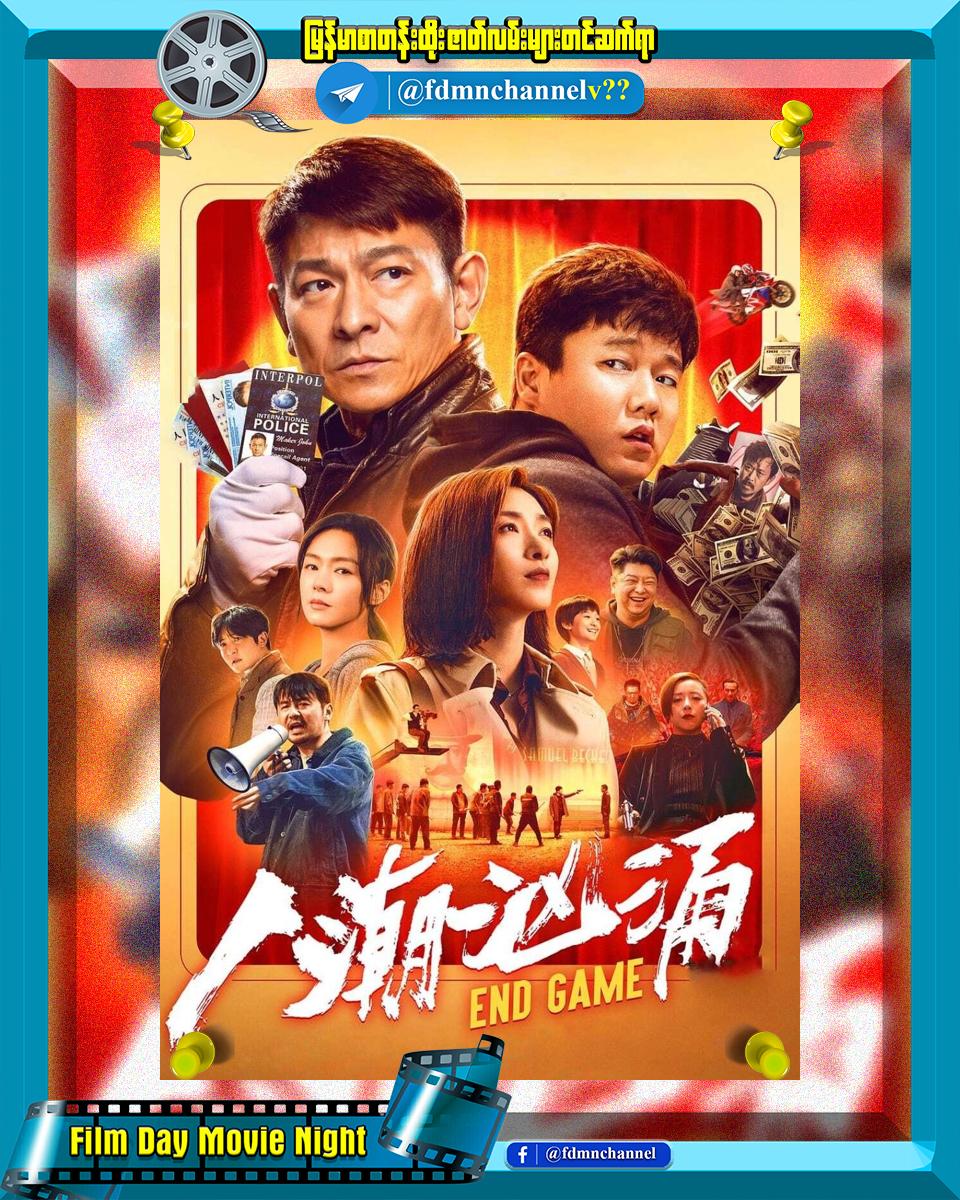 မြန်မာစာတန်းထိုးဇာတ်လမ်းများတင်ဆက်ရာ
@fdmnchannelv??
INTERPOL
INTERNATIONAL
POLICE
人潮汹涌
END GAME
Film Day Movie Night
@fdmnchannel